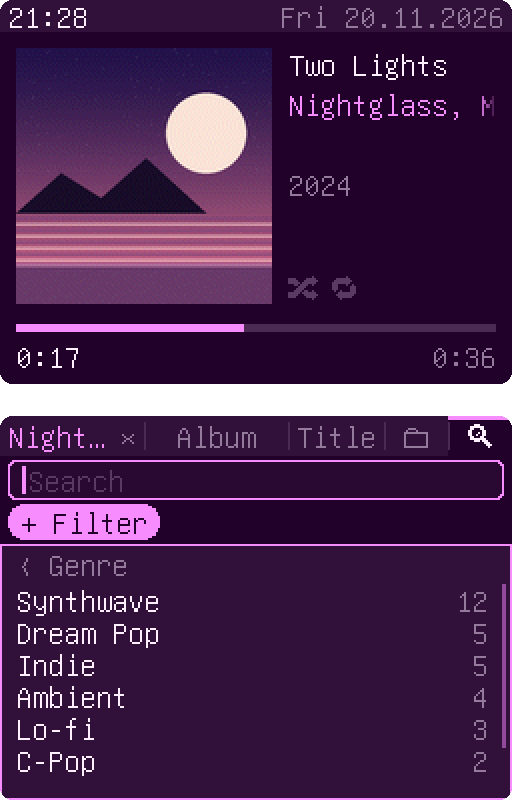 21:28 Fri 20.11.2026
Two Lights
Nightglass, M
2024
0:17 0:36
Night… × Album Title
Search
+ Filter
‹ Genre
Synthwave 12
Dream Pop 5
Indie 5
Ambient 4
Lo-fi 3
C-Pop 2